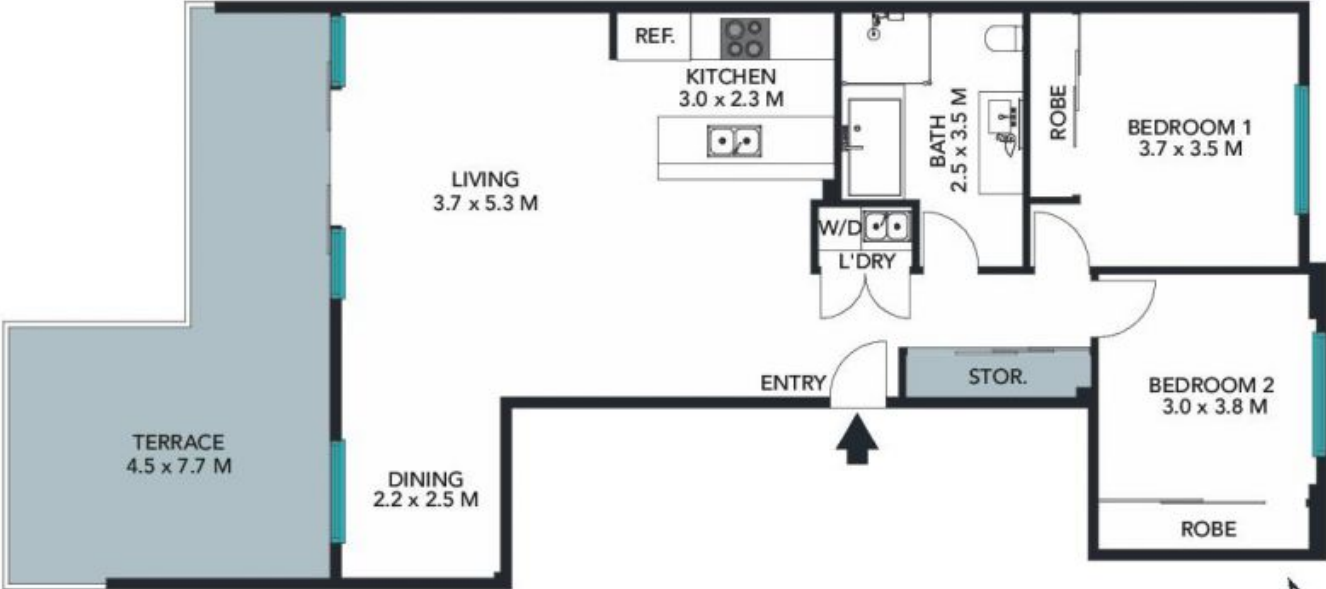 REF.
KITCHEN
3.0 x 2.3 M
BATH
2.5 x 3.5 M
ROBE
BEDROOM 1
3.7 x 3.5 M
LIVING
3.7 x 5.3 M
W/D
L'DRY
ENTRY
STOR.
BEDROOM 2
3.0 x 3.8 M
TERRACE
4.5 x 7.7 M
DINING
2.2 x 2.5 M
ROBE